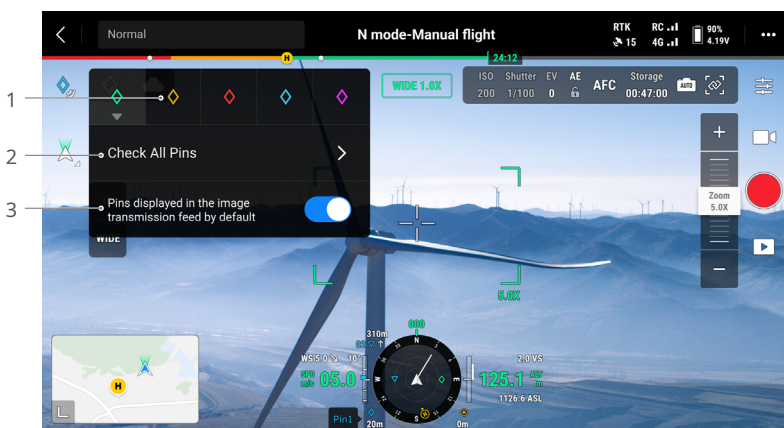 Normal
N mode-Manual flight
RTK
15
RC
4G
90%
4.19V
H
24:12
1
2
3
WIDE 1.0X
ISO
200
Shutter
1/100
EV
0
AE
AFC
Storage
00:47:00
AUTO
Check All Pins
Pins displayed in the image
transmission feed by default
WIDE
Zoom
5.0X
5.0X
310m
000
WS 5.0
10°
2.0 VS
SPD
m/s
05.0
N
W
E
S
125.1
ALT
m
1126.6 ASL
Pin1
20m
0m
H